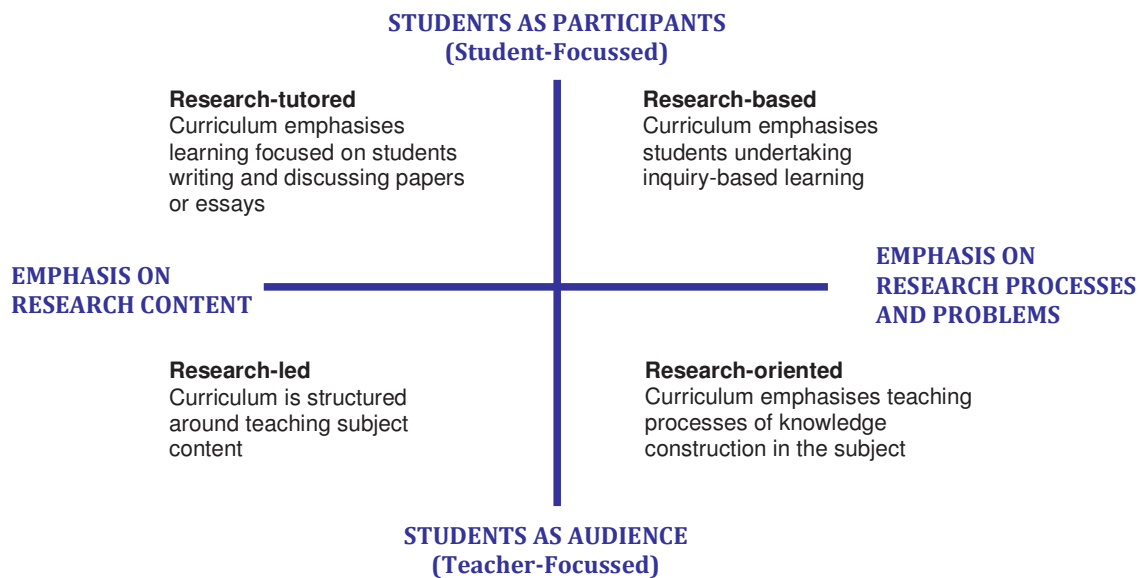 STUDENTS AS PARTICIPANTS
(Student-Focussed)
Research-tutored
Curriculum emphasises
learning focused on students
writing and discussing papers
or essays
Research-based
Curriculum emphasises
students undertaking
inquiry-based learning
EMPHASIS ON
RESEARCH CONTENT
EMPHASIS ON
RESEARCH PROCESSES
AND PROBLEMS
Research-led
Curriculum is structured
around teaching subject
content
Research-oriented
Curriculum emphasises teaching
processes of knowledge
construction in the subject
STUDENTS AS AUDIENCE
(Teacher-Focussed)